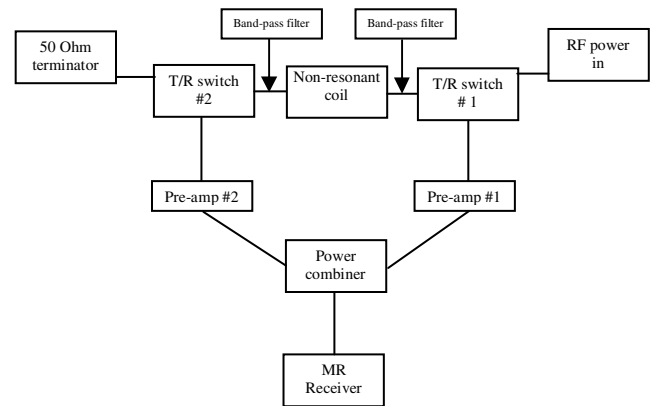 Band-pass filter
Band-pass filter
50 Ohm
terminator
RF power
in
T/R switch
#2
Non-resonant
coil
T/R switch
# 1
Pre-amp #2
Pre-amp #1
Power
combiner
MR
Receiver